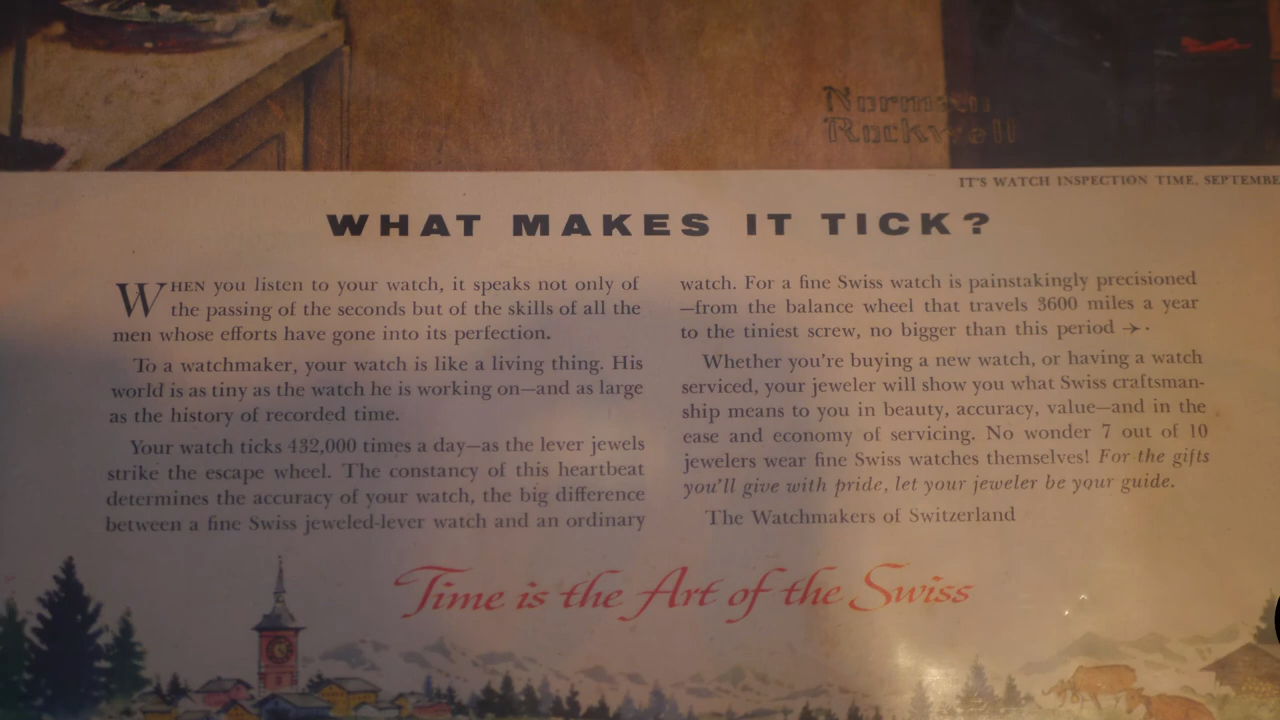 Norman
Rockwell
IT'S WATCH INSPECTION TIME, SEPTEMBE
WHAT MAKES IT TICK?
WHEN you listen to your watch, it speaks not only of
the passing of the seconds but of the skills of all the
men whose efforts have gone into its perfection.
To a watchmaker, your watch is like a living thing. His
world is as tiny as the watch he is working on—and as large
as the history of recorded time.
Your watch ticks 432,000 times a day—as the lever jewels
strike the escape wheel. The constancy of this heartbeat
determines the accuracy of your watch, the big difference
between a fine Swiss jeweled-lever watch and an ordinary
watch. For a fine Swiss watch is painstakingly precisioned
—from the balance wheel that travels 3600 miles a year
to the tiniest screw, no bigger than this period → .
Whether you're buying a new watch, or having a watch
serviced, your jeweler will show you what Swiss craftsman-
ship means to you in beauty, accuracy, value—and in the
ease and economy of servicing. No wonder 7 out of 10
jewelers wear fine Swiss watches themselves! For the gifts
you'll give with pride, let your jeweler be your guide.
The Watchmakers of Switzerland
Time is the Art of the Swiss